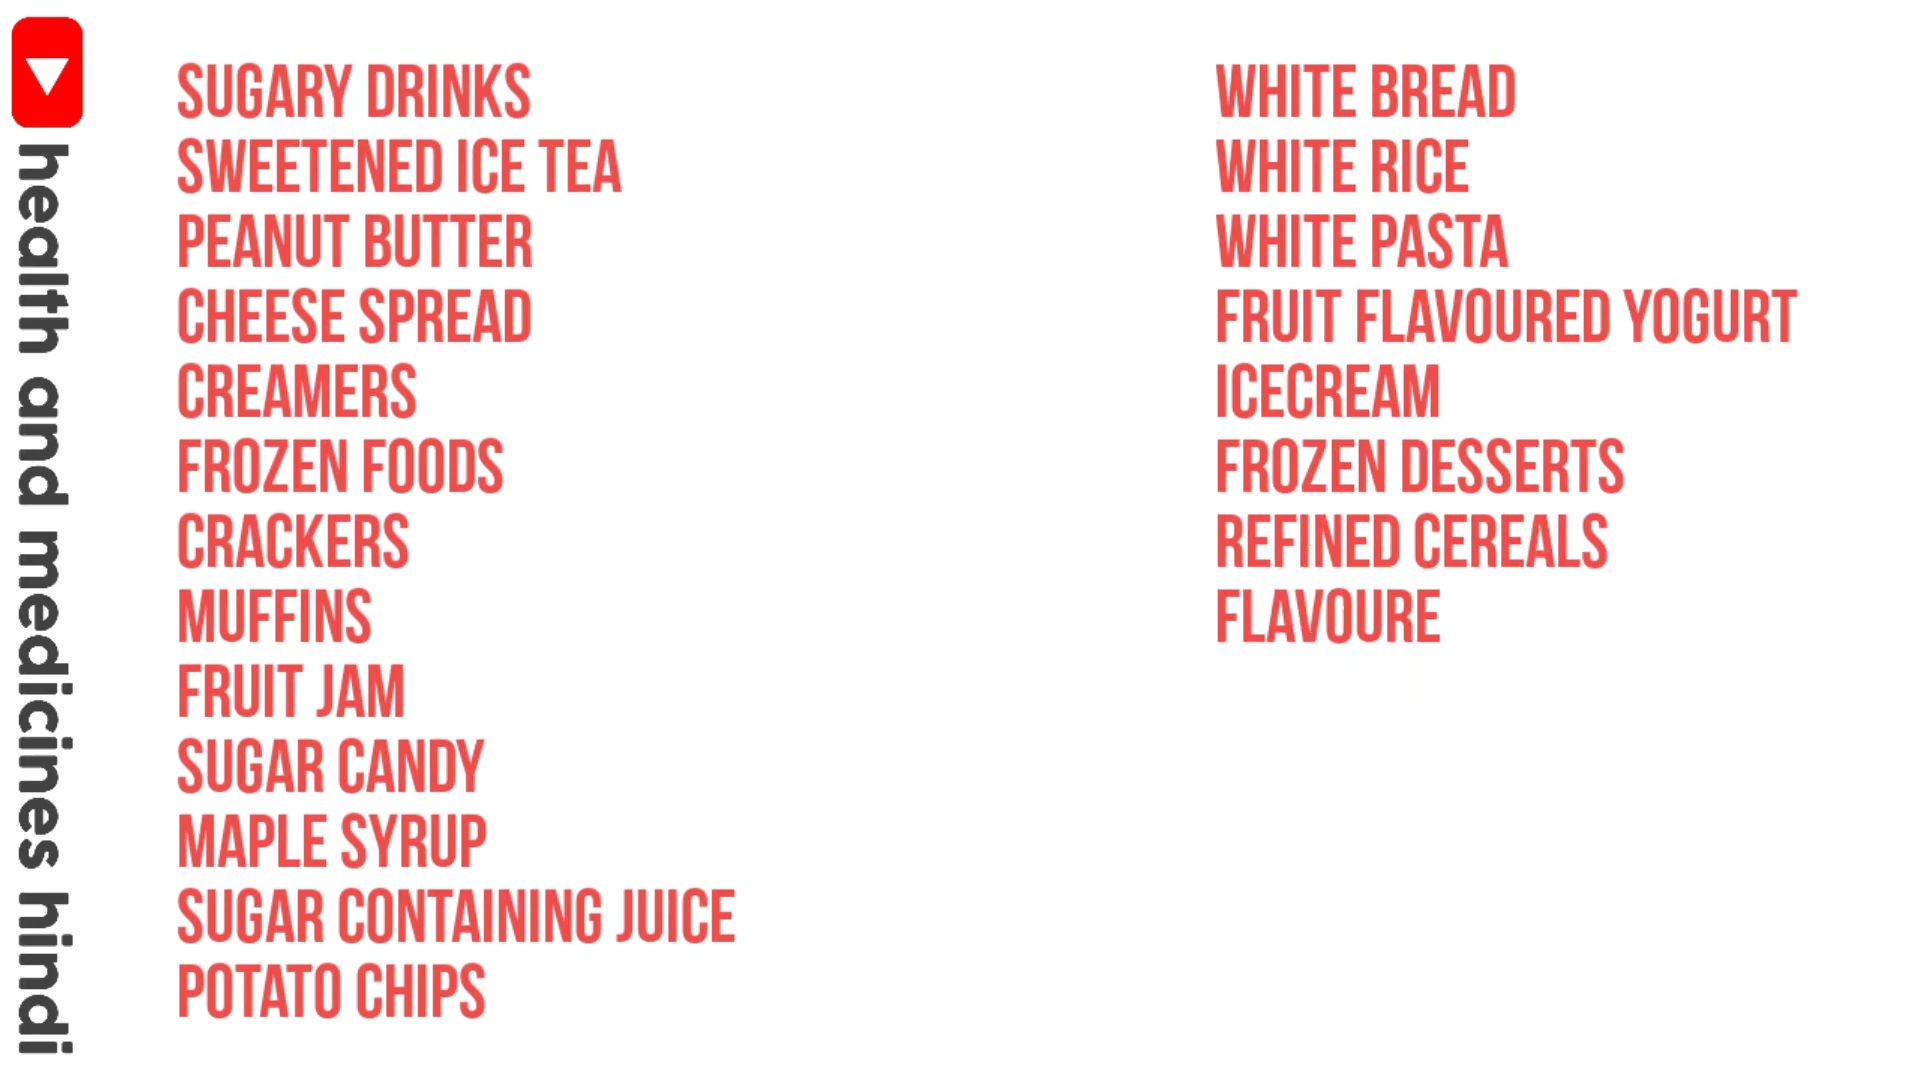 health and medicines hindi
SUGARY DRINKS
SWEETENED ICE TEA
PEANUT BUTTER
CHEESE SPREAD
CREAMERS
FROZEN FOODS
CRACKERS
MUFFINS
FRUIT JAM
SUGAR CANDY
MAPLE SYRUP
SUGAR CONTAINING JUICE
POTATO CHIPS
WHITE BREAD
WHITE RICE
WHITE PASTA
FRUIT FLAVOURED YOGURT
ICECREAM
FROZEN DESSERTS
REFINED CEREALS
FLAVOURE